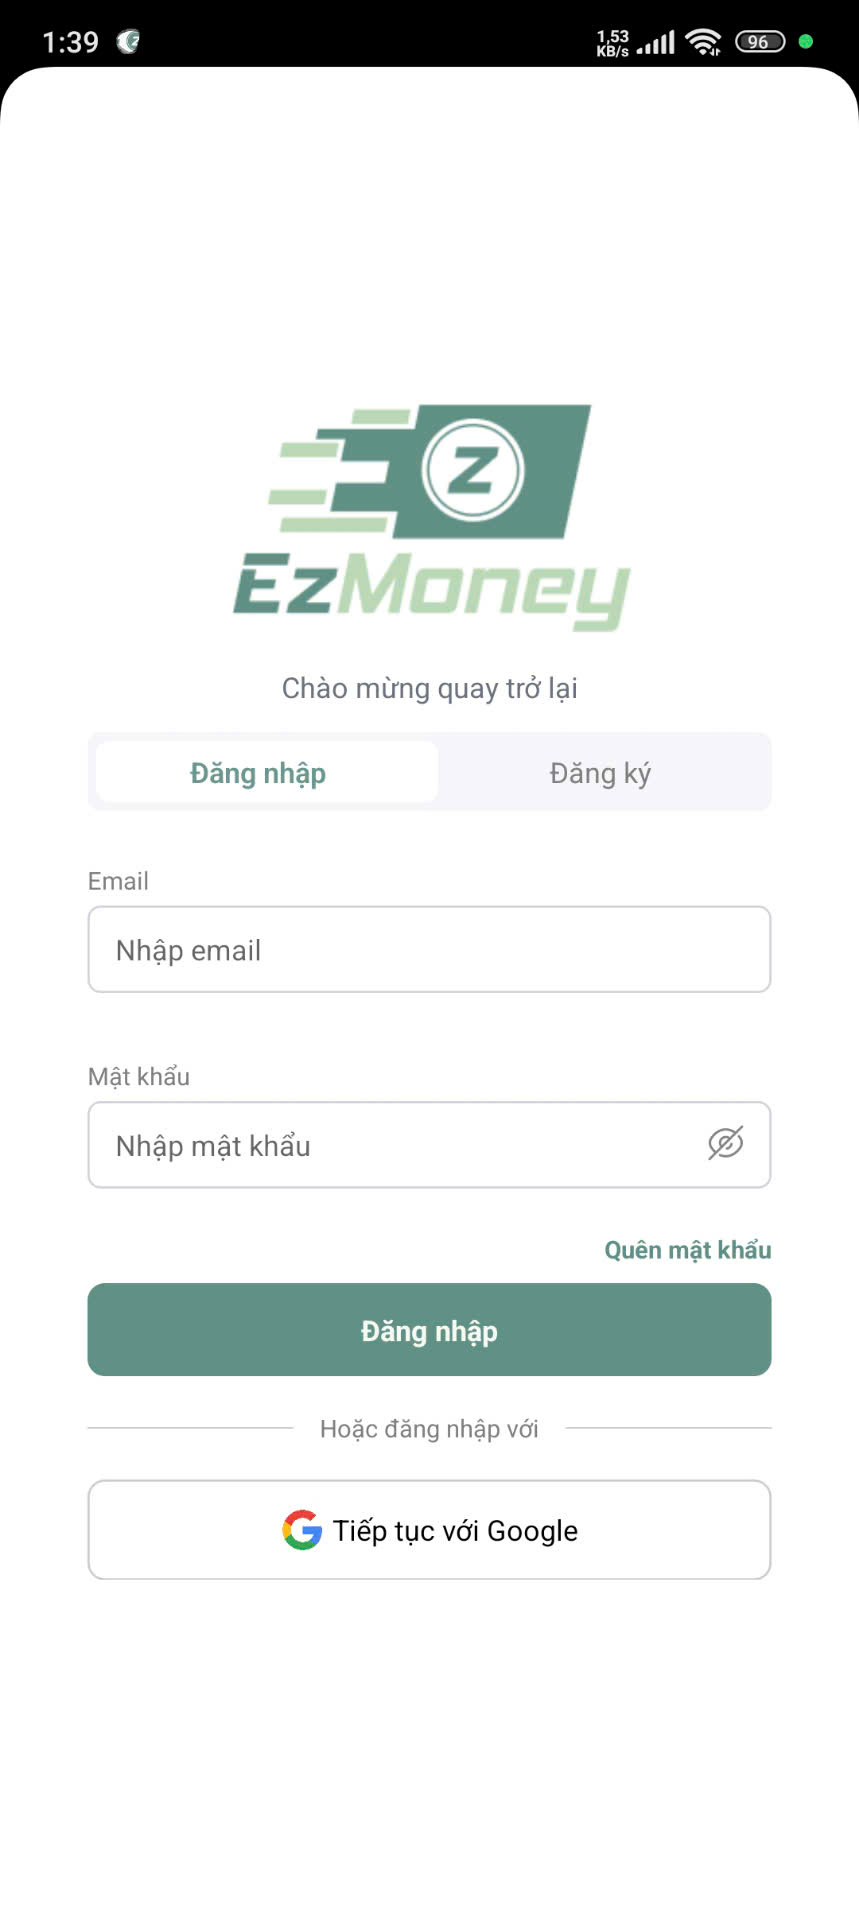 1:39
1,53
KB/s
96
Z
EzMoney
Chào mừng quay trở lại
Đăng nhập
Đăng ký
Email
Nhập email
Mật khẩu
Nhập mật khẩu
Quên mật khẩu
Đăng nhập
Hoặc đăng nhập với
Tiếp tục với Google